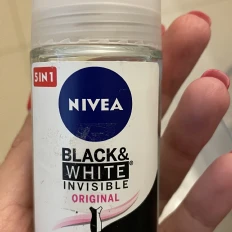 5IN1
NIVEA
BLACK&
WHITE®
INVISIBLE
ORIGINAL